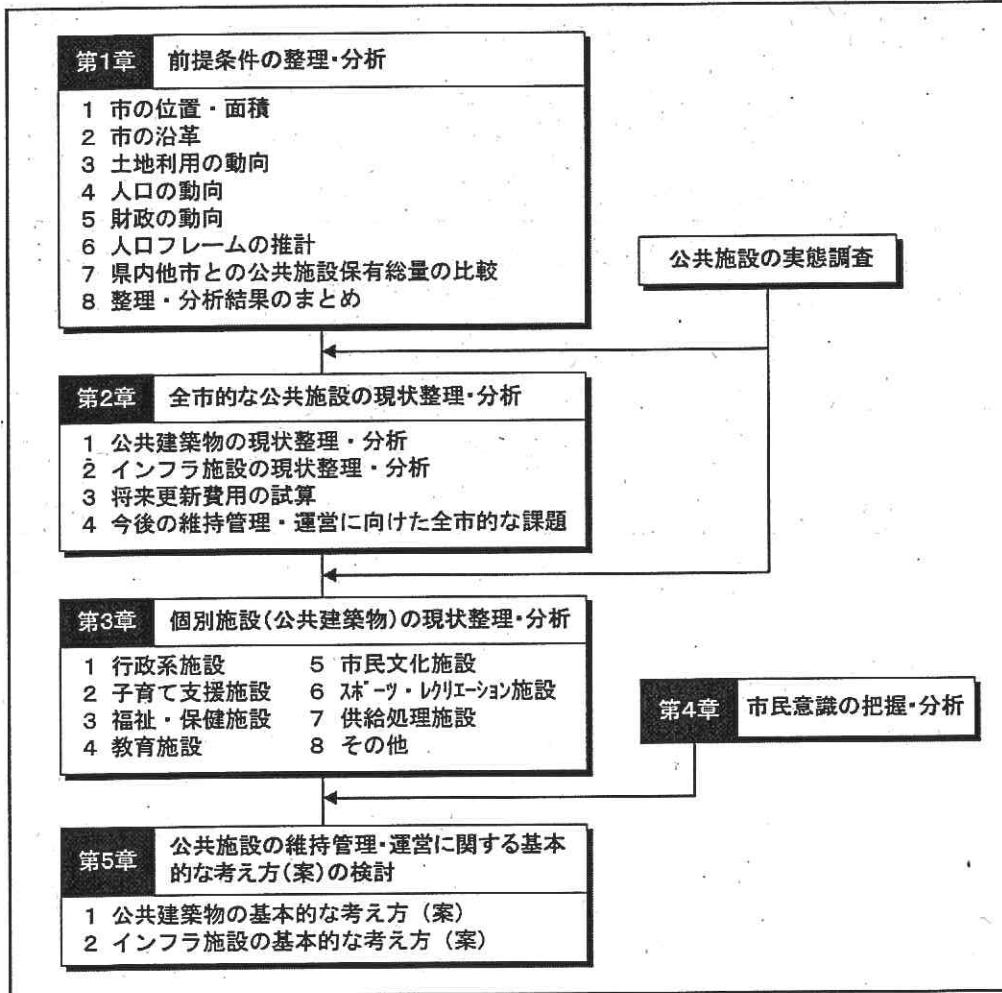 第1章 前提条件の整理・分析
1 市の位置・面積
2 市の沿革
3 土地利用の動向
4 人口の動向
5 財政の動向
6 人口フレームの推計
7 県内他市との公共施設保有総量の比較
8 整理・分析結果のまとめ
公共施設の実態調査
第2章 全市的な公共施設の現状整理・分析
1 公共建築物の現状整理・分析
2 インフラ施設の現状整理・分析
3 将来更新費用の試算
4 今後の維持管理・運営に向けた全市的な課題
第3章 個別施設(公共建築物)の現状整理・分析
1 行政系施設
2 子育て支援施設
3 福祉・保健施設
4 教育施設
5 市民文化施設
6 ｽﾎﾟｰﾂ・ﾚｸﾘｴｰｼｮﾝ施設
7 供給処理施設
8 その他
第4章 市民意識の把握・分析
第5章 公共施設の維持管理・運営に関する基本
的な考え方(案)の検討
1 公共建築物の基本的な考え方（案）
2 インフラ施設の基本的な考え方（案）